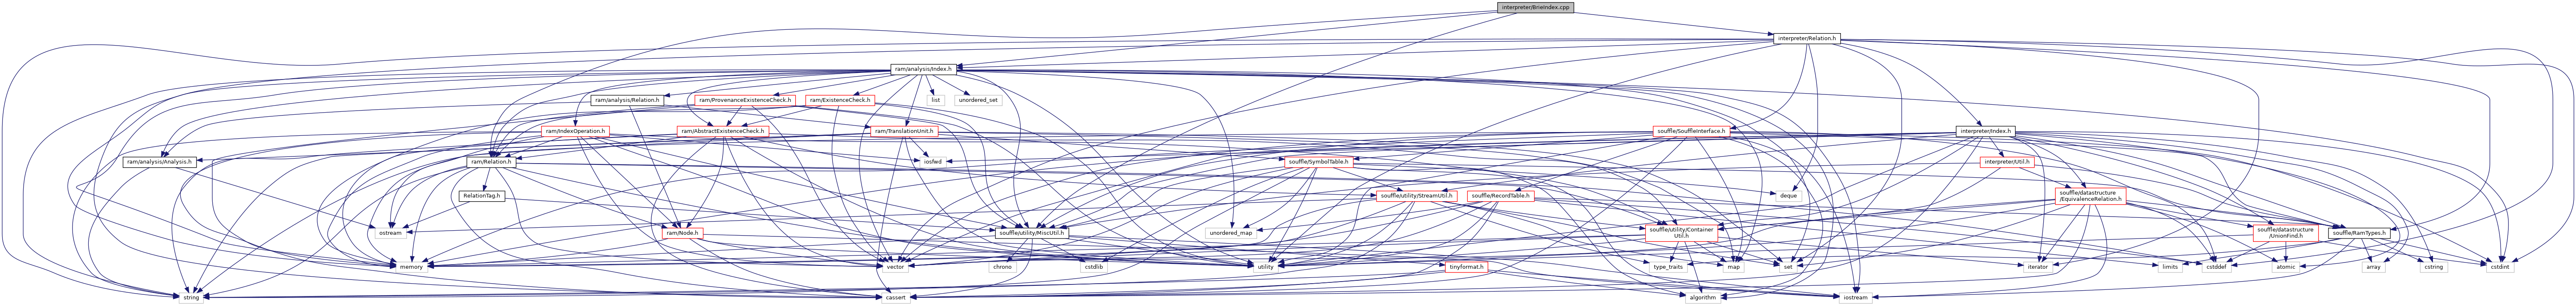 interpreter/BrieIndex.cpp
interpreter/Relation.h
ram/analysis/Index.h
ram/analysis/Relation.h
ram/ProvenanceExistenceCheck.h
ram/ExistenceCheck.h
list
unordered_set
ram/IndexOperation.h
ram/AbstractExistenceCheck.h
ram/TranslationUnit.h
souffle/SouffleInterface.h
interpreter/Index.h
ram/analysis/Analysis.h
ram/Relation.h
iosfwd
souffle/SymbolTable.h
interpreter/Util.h
RelationTag.h
souffle/utility/StreamUtil.h
souffle/RecordTable.h
deque
souffle/datastructure
/EquivalenceRelation.h
ostream
ram/Node.h
souffle/utility/MiscUtil.h
unordered_map
souffle/utility/Container
Util.h
souffle/datastructure
/UnionFind.h
souffle/RamTypes.h
memory
vector
chrono
cstdlib
utility
tinyformat.h
type_traits
map
set
iterator
limits
cstddef
atomic
array
cstring
cstdint
string
cassert
algorithm
iostream